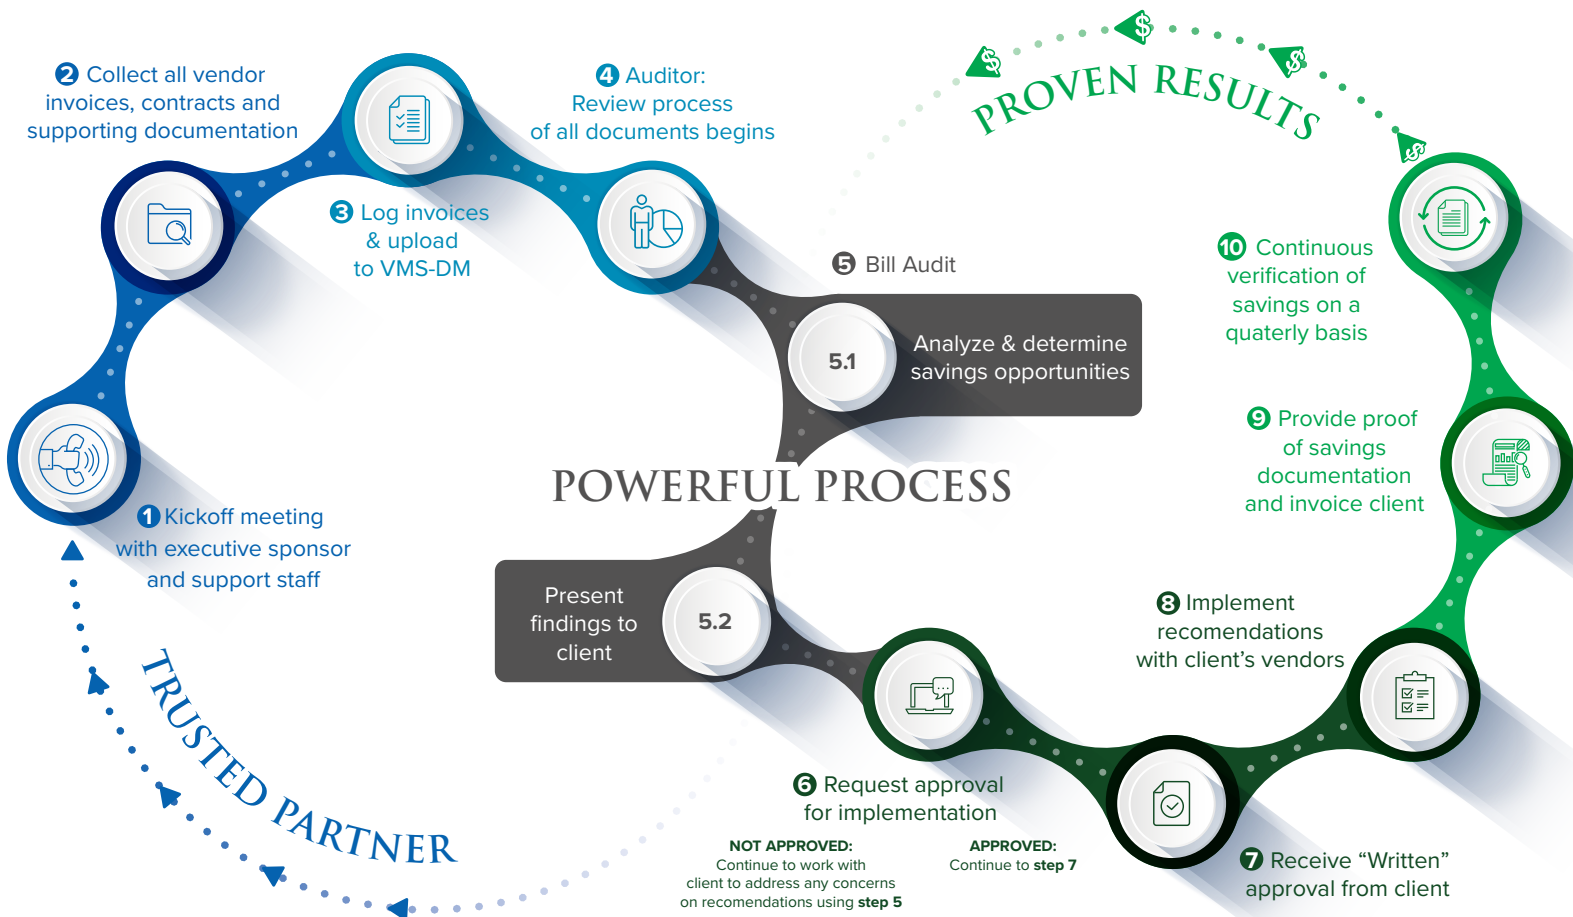 1 Kickoff meeting
with executive sponsor
and support staff
2 Collect all vendor
invoices, contracts and
supporting documentation
3 Log invoices
& upload
to VMS-DM
4 Auditor:
Review process
of all documents begins
5 Bill Audit
5.1
Analyze & determine
savings opportunities
POWERFUL PROCESS
5.2
Present
findings to
client
6 Request approval
for implementation
NOT APPROVED:
Continue to work with
client to address any concerns
on recomendations using step 5
APPROVED:
Continue to step 7
7 Receive “Written”
approval from client
8 Implement
recomendations
with client’s vendors
9 Provide proof
of savings
documentation
and invoice client
10 Continuous
verification of
savings on a
quaterly basis
PROVEN RESULTS
$
$
$
$
TRUSTED PARTNER